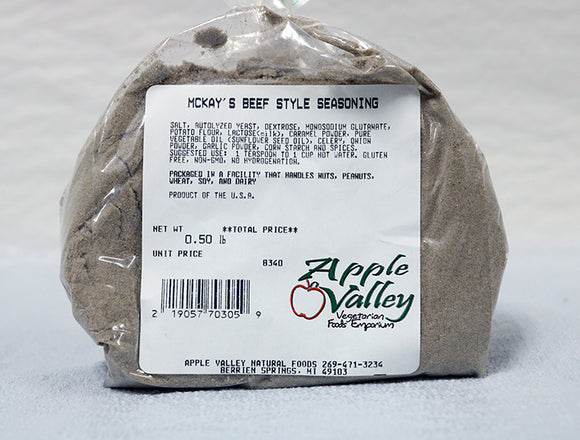 MCKAY'S BEEF STYLE SEASONING
SALT, AUTOLYZED YEAST, DEXTROSE, MONOSODIUM GLUTANATE,
POTATO FLOUR, LACTOSE(milk), CARAMEL POWDER, PURE
VEGETABLE OIL (SUNFLOWER SEED OIL), CELERY, ONION
POWDER, GARLIC POWDER, CORN STARCH AND SPICES.
SUGGESTED USE: 1 TEASPOON TO 1 CUP HOT WATER. GLUTEN
FREE, NON-GMO, NO HYDROGENATION.
PACKAGED IN A FACILITY THAT HANDLES NUTS, PEANUTS,
WHEAT, SOY, AND DAIRY
PRODUCT OF THE U.S.A.
NET WT **TOTAL PRICE**
0.50 lb
UNIT PRICE
8340
Apple
Valley
Vegetarian
Foods Emporium
2 19057 70305 9
APPLE VALLEY NATURAL FOODS 269-471-3234
BERRIEN SPRINGS, MI 49103